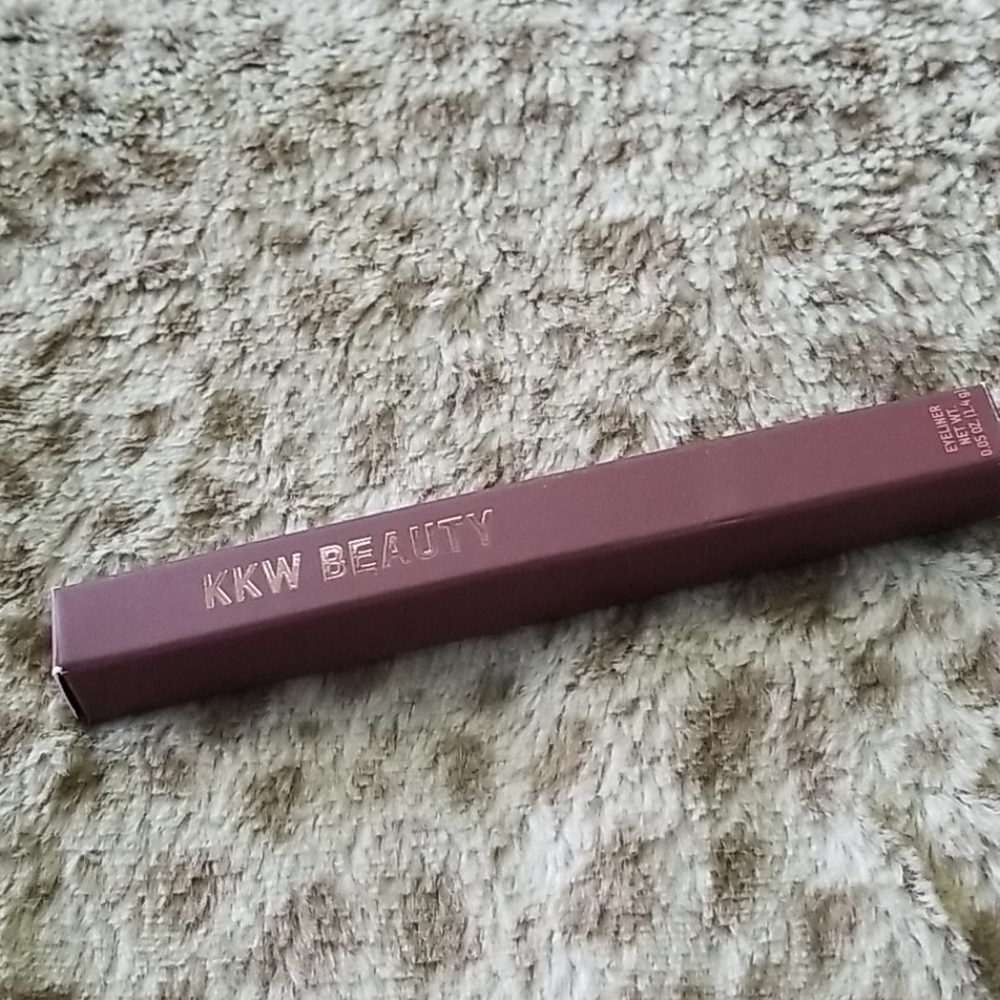 KKW BEAUTY
EYELINER
NET WT.
0.05 OZ./1.4 g